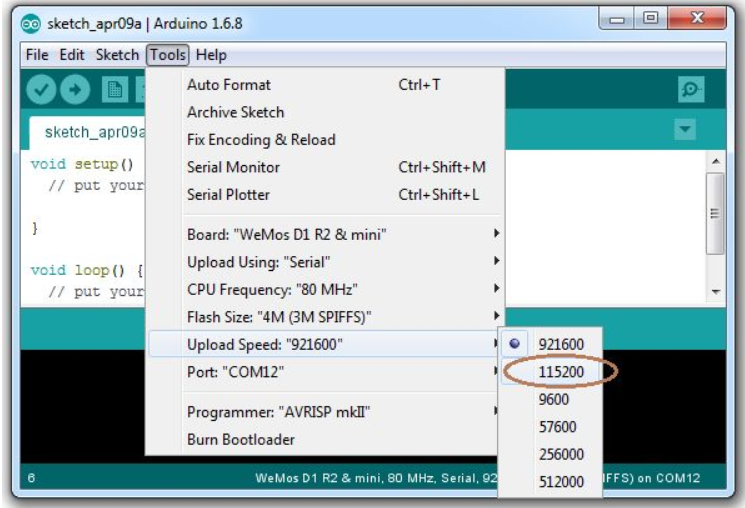 sketch_apr09a | Arduino 1.6.8
File Edit Sketch Tools Help
Auto Format Ctrl+T
Archive Sketch
sketch_apr09a
Fix Encoding & Reload
void setup()
Serial Monitor Ctrl+Shift+M
// put your
Serial Plotter Ctrl+Shift+L
}
Board: "WeMos D1 R2 & mini"
Upload Using: "Serial"
void loop() {
CPU Frequency: "80 MHz"
// put your
Flash Size: "4M (3M SPIFFS)"
Upload Speed: "921600"
921600
Port: "COM12"
115200
9600
Programmer: "AVRISP mkII"
57600
Burn Bootloader
256000
6 WeMos D1 R2 & mini, 80 MHz, Serial, 92 FFS) on COM12
512000